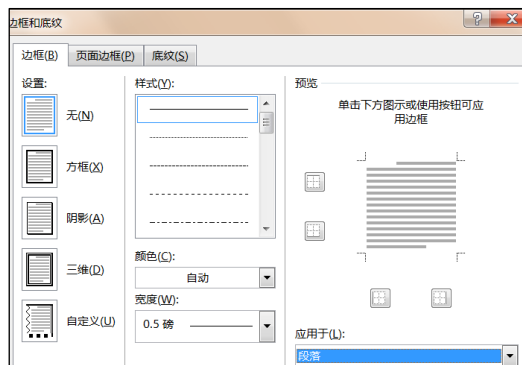 边框和底纹
边框(B) 页面边框(P) 底纹(S)
设置:
无(N)
方框(X)
阴影(A)
三维(D)
自定义(U)
样式(Y):
颜色(C):
自动
宽度(W):
0.5 磅
预览
单击下方图示或使用按钮可应
用边框
应用于(L):
段落